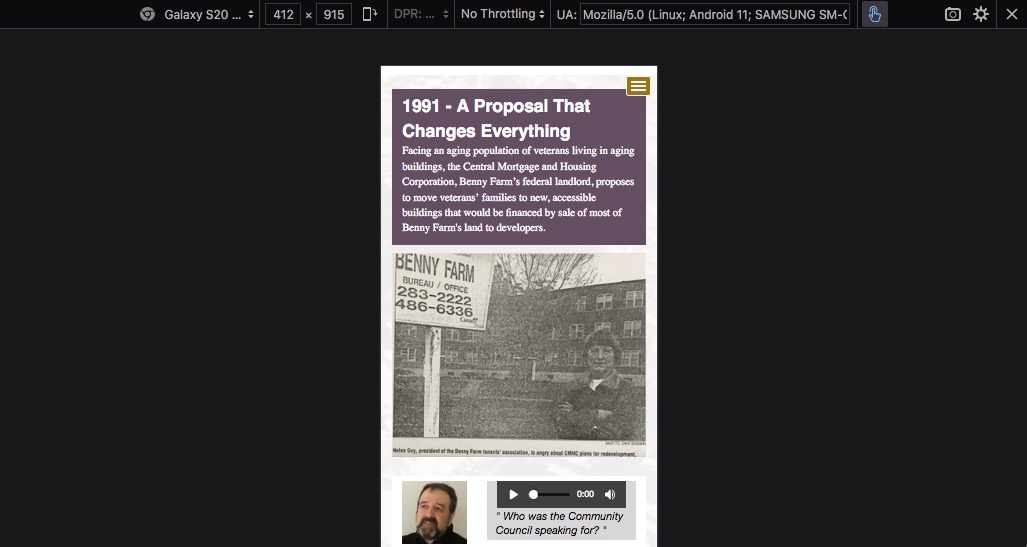 Galaxy S20 ... 412 × 915 DPR: ... No Throttling UA: Mozilla/5.0 (Linux; Android 11; SAMSUNG SM-
1991 - A Proposal That
Changes Everything
Facing an aging population of veterans living in aging
buildings, the Central Mortgage and Housing
Corporation, Benny Farm's federal landlord, proposes
to move veterans' families to new, accessible
buildings that would be financed by sale of most of
Benny Farm's land to developers.
BENNY FARM
BUREAU / OFFICE
283-2222
486-6336
Canada
Helen Guy, president of the Benny Farm tenants' association, is angry about CMHC plans for redevelopment.
0:00
" Who was the Community
Council speaking for? "